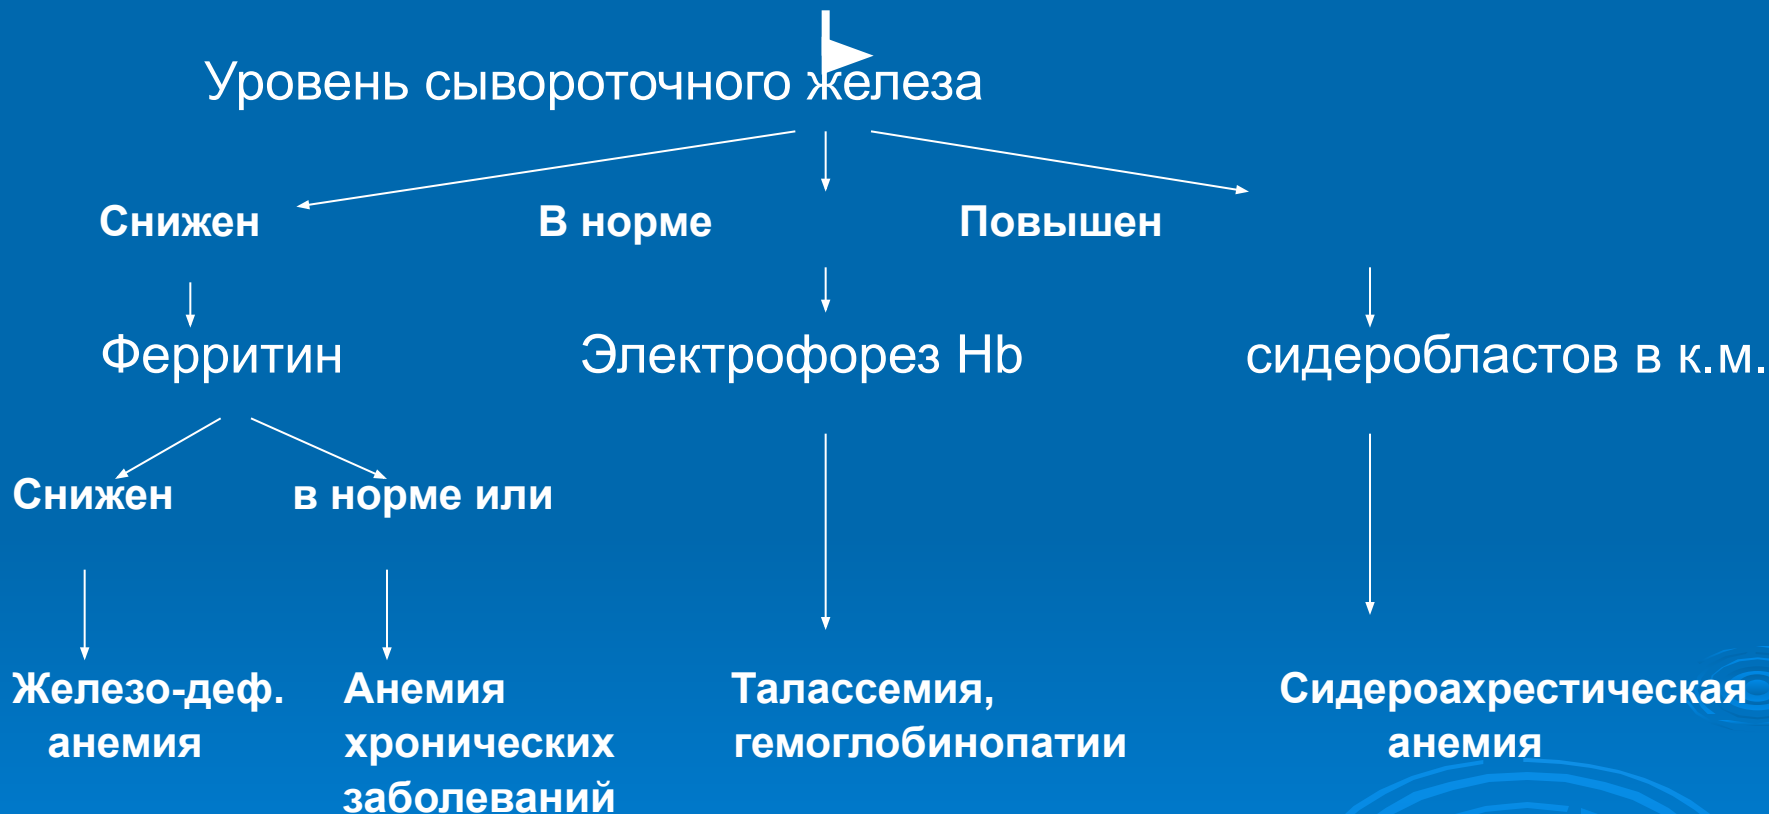 Уровень сывороточного железа
Снижен
В норме
Повышен
Ферритин
Электрофорез Hb
сидеробластов в к.м.
Снижен
в норме или
Железо-деф.
анемия
Анемия
хронических
заболеваний
Талассемия,
гемоглобинопатии
Сидероахрестическая
анемия